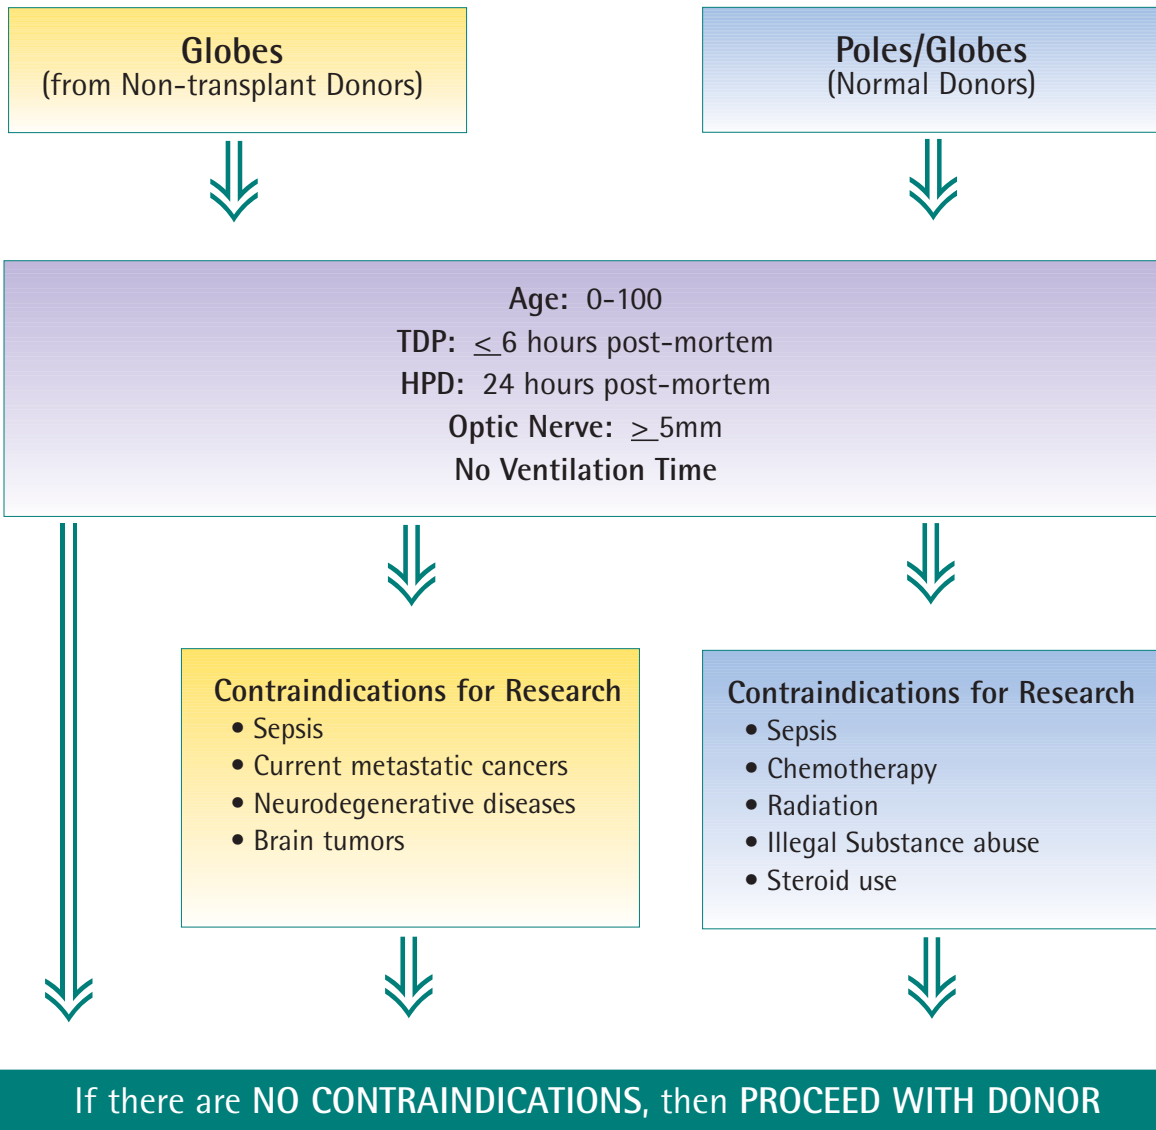 Globes
(from Non-transplant Donors)
Poles/Globes
(Normal Donors)
Age: 0-100
TDP: < 6 hours post-mortem
HPD: 24 hours post-mortem
Optic Nerve: > 5mm
No Ventilation Time
Contraindications for Research
• Sepsis
• Current metastatic cancers
• Neurodegenerative diseases
• Brain tumors
Contraindications for Research
• Sepsis
• Chemotherapy
• Radiation
• Illegal Substance abuse
• Steroid use
If there are NO CONTRAINDICATIONS, then PROCEED WITH DONOR